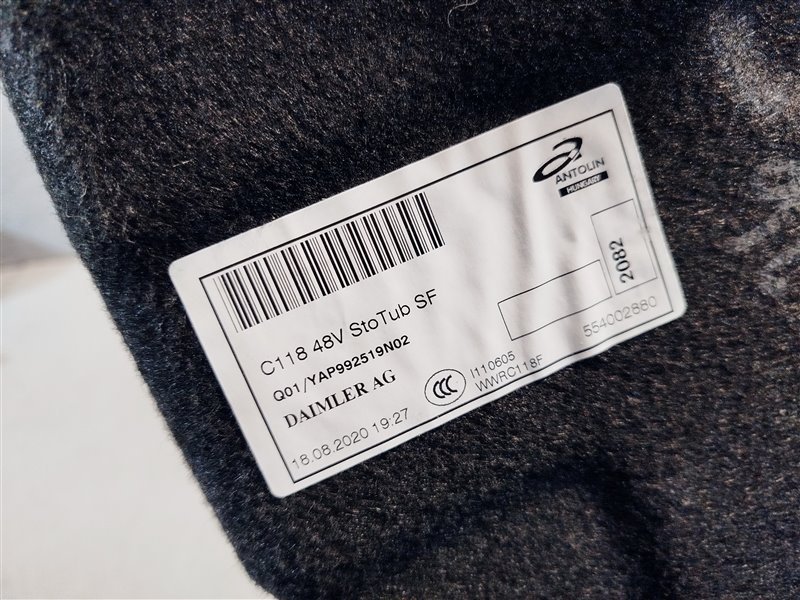 ANTOLIN
HUNGARY
C118 48V StoTub SF
Q01/YAP992519N02
DAIMLER AG
18.08.2020 19:27
CCC
I110605
WWRC118F
2082
554002880